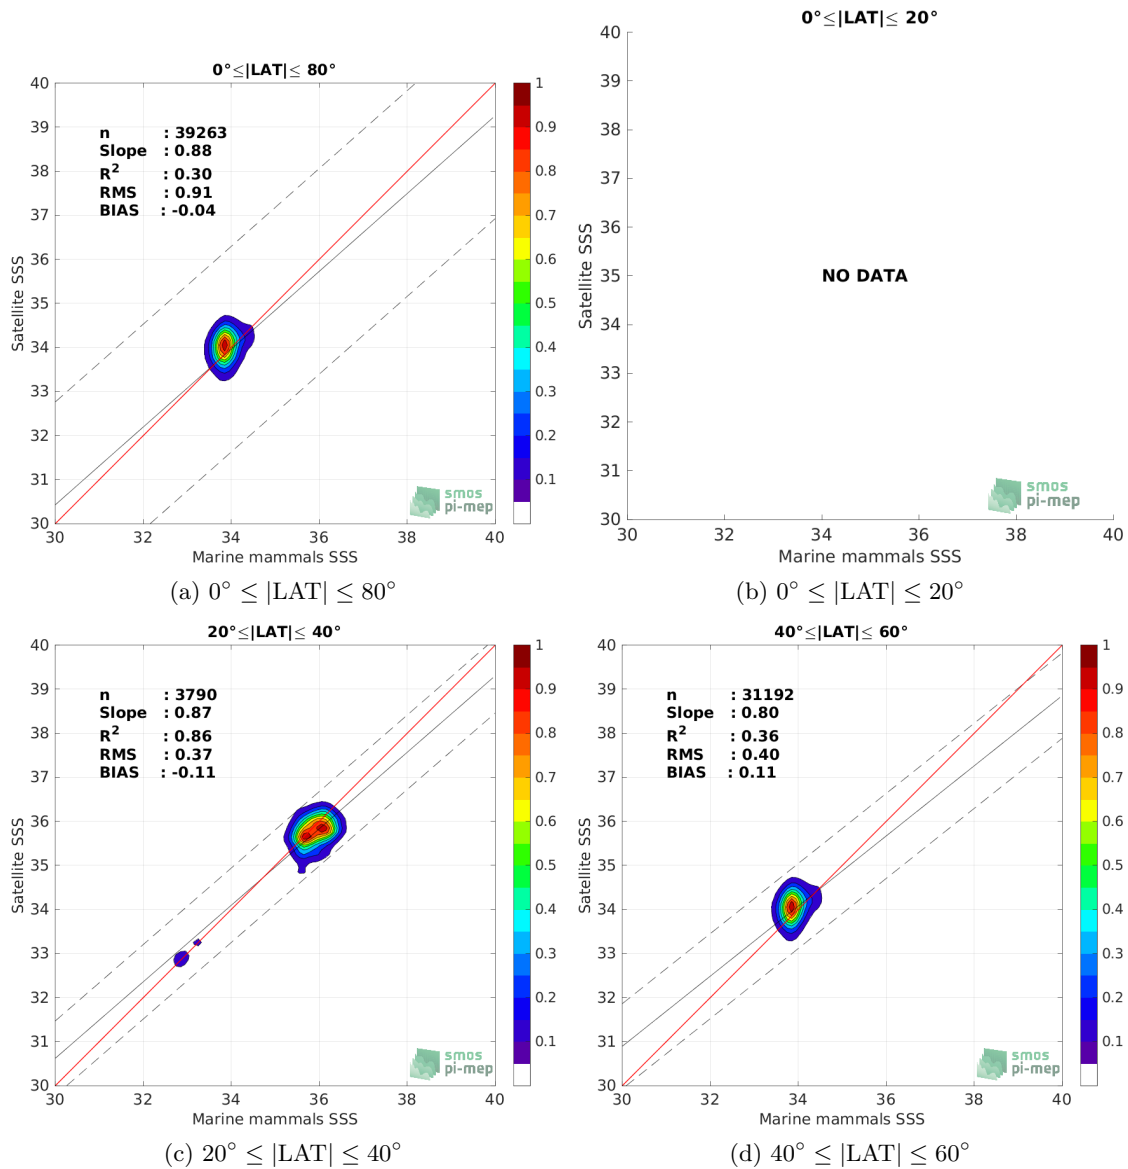 0°≤|LAT|≤ 80°
40
39
38
37
36
35
34
33
32
31
30
Satellite SSS
n : 39263
Slope : 0.88
R² : 0.30
RMS : 0.91
BIAS : -0.04
smos
pi-mep
30 32 34 36 38 40
Marine mammals SSS
1
0.9
0.8
0.7
0.6
0.5
0.4
0.3
0.2
0.1
(a) 0° ≤ |LAT| ≤ 80°
0°≤|LAT|≤ 20°
40
39
38
37
36
35
34
33
32
31
30
Satellite SSS
NO DATA
smos
pi-mep
30 32 34 36 38 40
Marine mammals SSS
(b) 0° ≤ |LAT| ≤ 20°
20°≤|LAT|≤ 40°
40
39
38
37
36
35
34
33
32
31
30
Satellite SSS
n : 3790
Slope : 0.87
R² : 0.86
RMS : 0.37
BIAS : -0.11
smos
pi-mep
30 32 34 36 38 40
Marine mammals SSS
1
0.9
0.8
0.7
0.6
0.5
0.4
0.3
0.2
0.1
(c) 20° ≤ |LAT| ≤ 40°
40°≤|LAT|≤ 60°
40
39
38
37
36
35
34
33
32
31
30
Satellite SSS
n : 31192
Slope : 0.80
R² : 0.36
RMS : 0.40
BIAS : 0.11
smos
pi-mep
30 32 34 36 38 40
Marine mammals SSS
1
0.9
0.8
0.7
0.6
0.5
0.4
0.3
0.2
0.1
(d) 40° ≤ |LAT| ≤ 60°